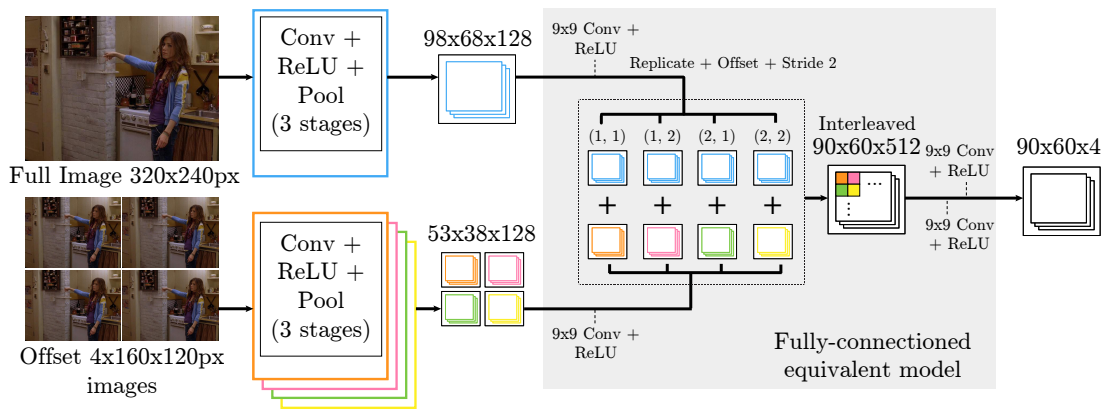 Conv +
ReLU +
Pool
(3 stages)
Full Image 320x240px
98x68x128
9x9 Conv +
ReLU
Replicate + Offset + Stride 2
(1, 1)
(1, 2)
(2, 1)
(2, 2)
+
+
+
+
Interleaved
90x60x512
9x9 Conv
+ ReLU
9x9 Conv
+ ReLU
90x60x4
Conv +
ReLU +
Pool
(3 stages)
Offset 4x160x120px
images
53x38x128
9x9 Conv +
ReLU
Fully-connectioned
equivalent model